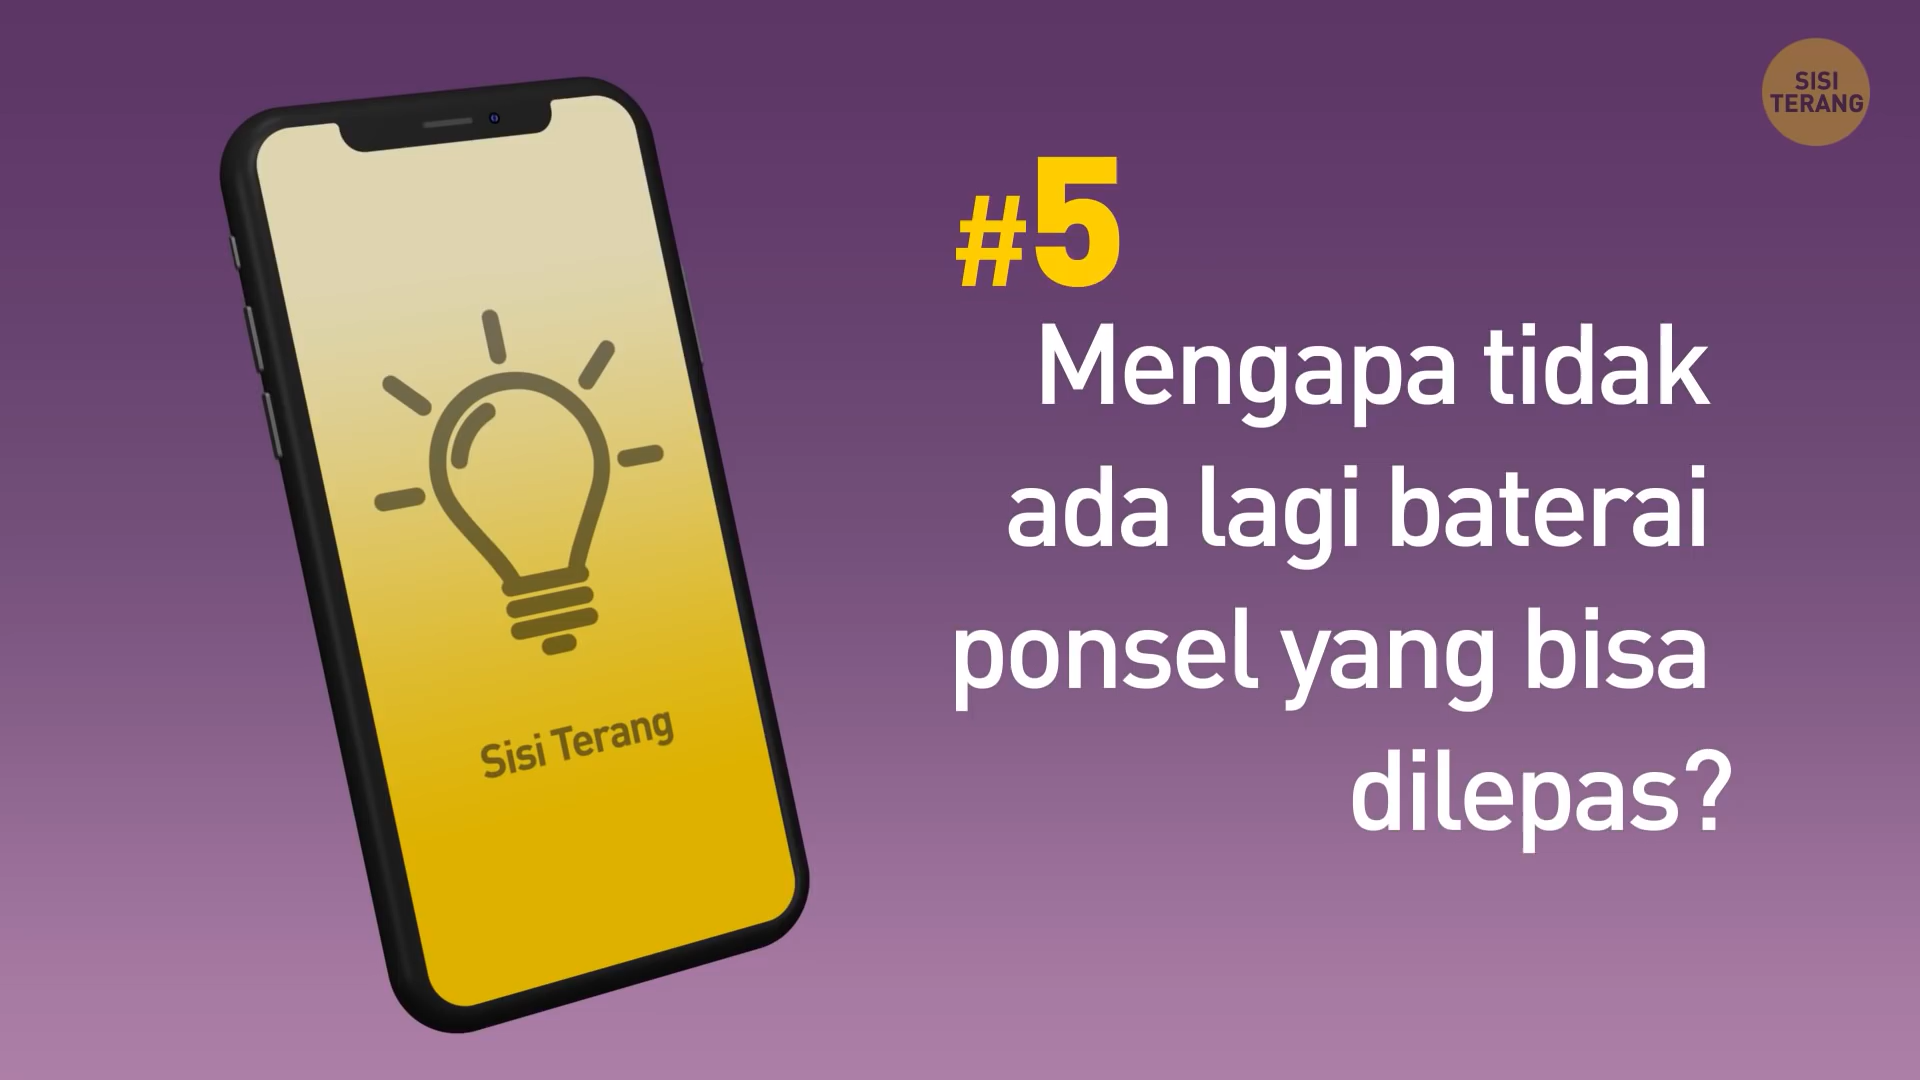 SISI
TERANG
#5
Mengapa tidak
ada lagi baterai
ponsel yang bisa
dilepas?
Sisi Terang